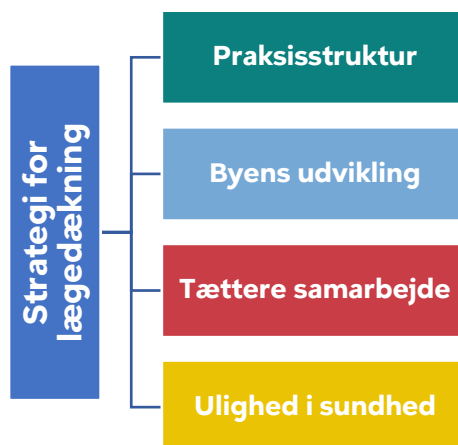 Strategi for
lægedækning
Praksisstruktur
Byens udvikling
Tættere samarbejde
Ulighed i sundhed